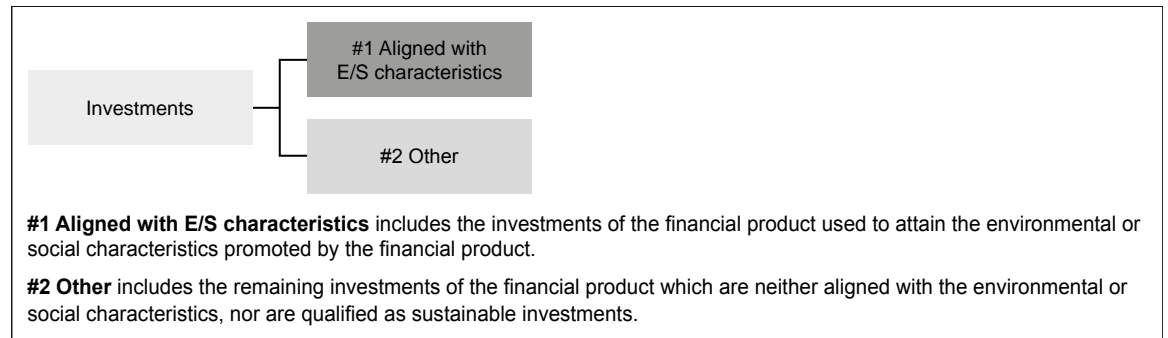 #1 Aligned with
E/S characteristics
Investments
#2 Other
#1 Aligned with E/S characteristics includes the investments of the financial product used to attain the environmental or
social characteristics promoted by the financial product.
#2 Other includes the remaining investments of the financial product which are neither aligned with the environmental or
social characteristics, nor are qualified as sustainable investments.